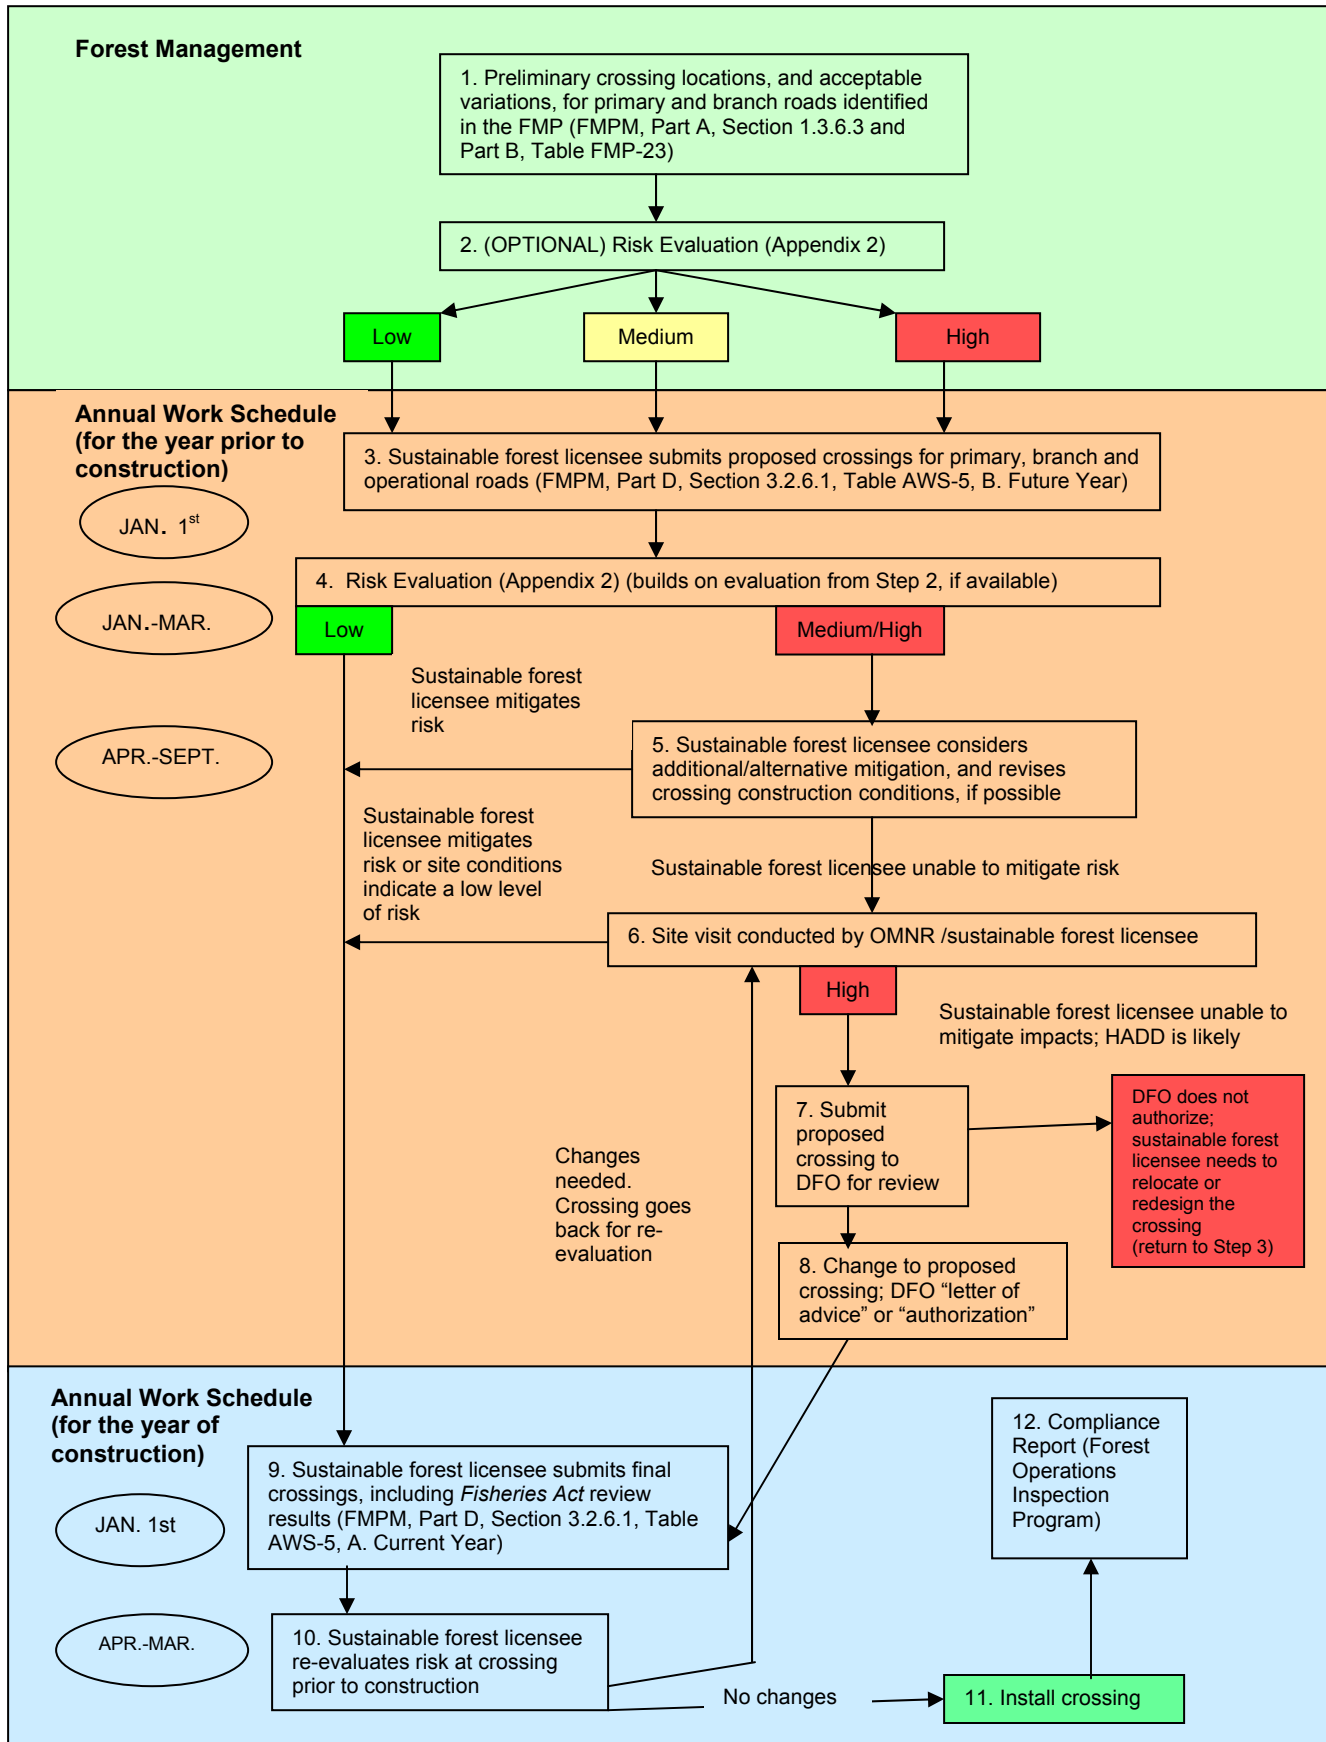 Forest Management
1. Preliminary crossing locations, and acceptable
variations, for primary and branch roads identified
in the FMP (FMPM, Part A, Section 1.3.6.3 and
Part B, Table FMP-23)
2. (OPTIONAL) Risk Evaluation (Appendix 2)
Low
Medium
High
Annual Work Schedule
(for the year prior to
construction)
3. Sustainable forest licensee submits proposed crossings for primary, branch and
operational roads (FMPM, Part D, Section 3.2.6.1, Table AWS-5, B. Future Year)
JAN. 1st
4. Risk Evaluation (Appendix 2) (builds on evaluation from Step 2, if available)
JAN.-MAR.
Low
Medium/High
Sustainable forest
licensee mitigates
risk
APR.-SEPT.
5. Sustainable forest licensee considers
additional/alternative mitigation, and revises
crossing construction conditions, if possible
Sustainable forest
licensee mitigates
risk or site conditions
indicate a low level
of risk
Sustainable forest licensee unable to mitigate risk
6. Site visit conducted by OMNR /sustainable forest licensee
High
Sustainable forest licensee unable to
mitigate impacts; HADD is likely
7. Submit
proposed
crossing to
DFO for review
DFO does not
authorize;
sustainable forest
licensee needs to
relocate or
redesign the
crossing
(return to Step 3)
Changes
needed.
Crossing goes
back for re-
evaluation
8. Change to proposed
crossing; DFO “letter of
advice” or “authorization”
Annual Work Schedule
(for the year of
construction)
9. Sustainable forest licensee submits final
crossings, including Fisheries Act review
results (FMPM, Part D, Section 3.2.6.1, Table
AWS-5, A. Current Year)
JAN. 1st
12. Compliance
Report (Forest
Operations
Inspection
Program)
APR.-MAR.
10. Sustainable forest licensee
re-evaluates risk at crossing
prior to construction
No changes
11. Install crossing